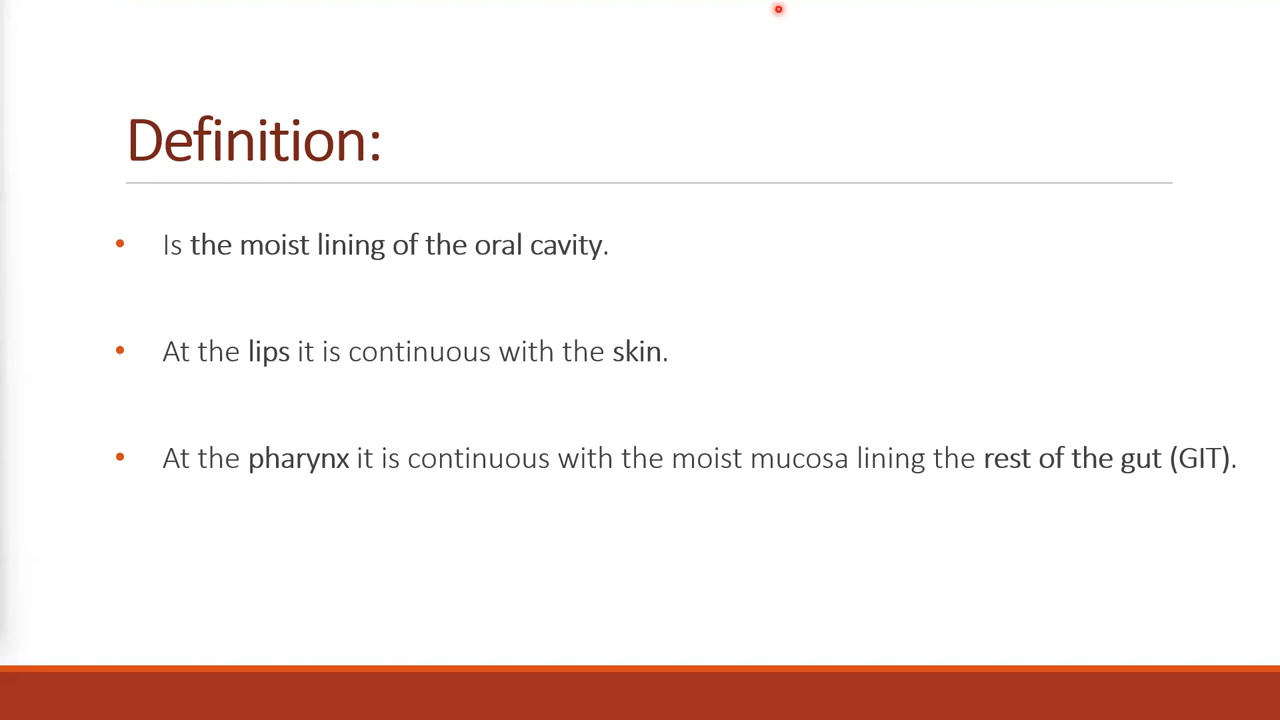 Definition:
• Is the moist lining of the oral cavity.
• At the lips it is continuous with the skin.
• At the pharynx it is continuous with the moist mucosa lining the rest of the gut (GIT).